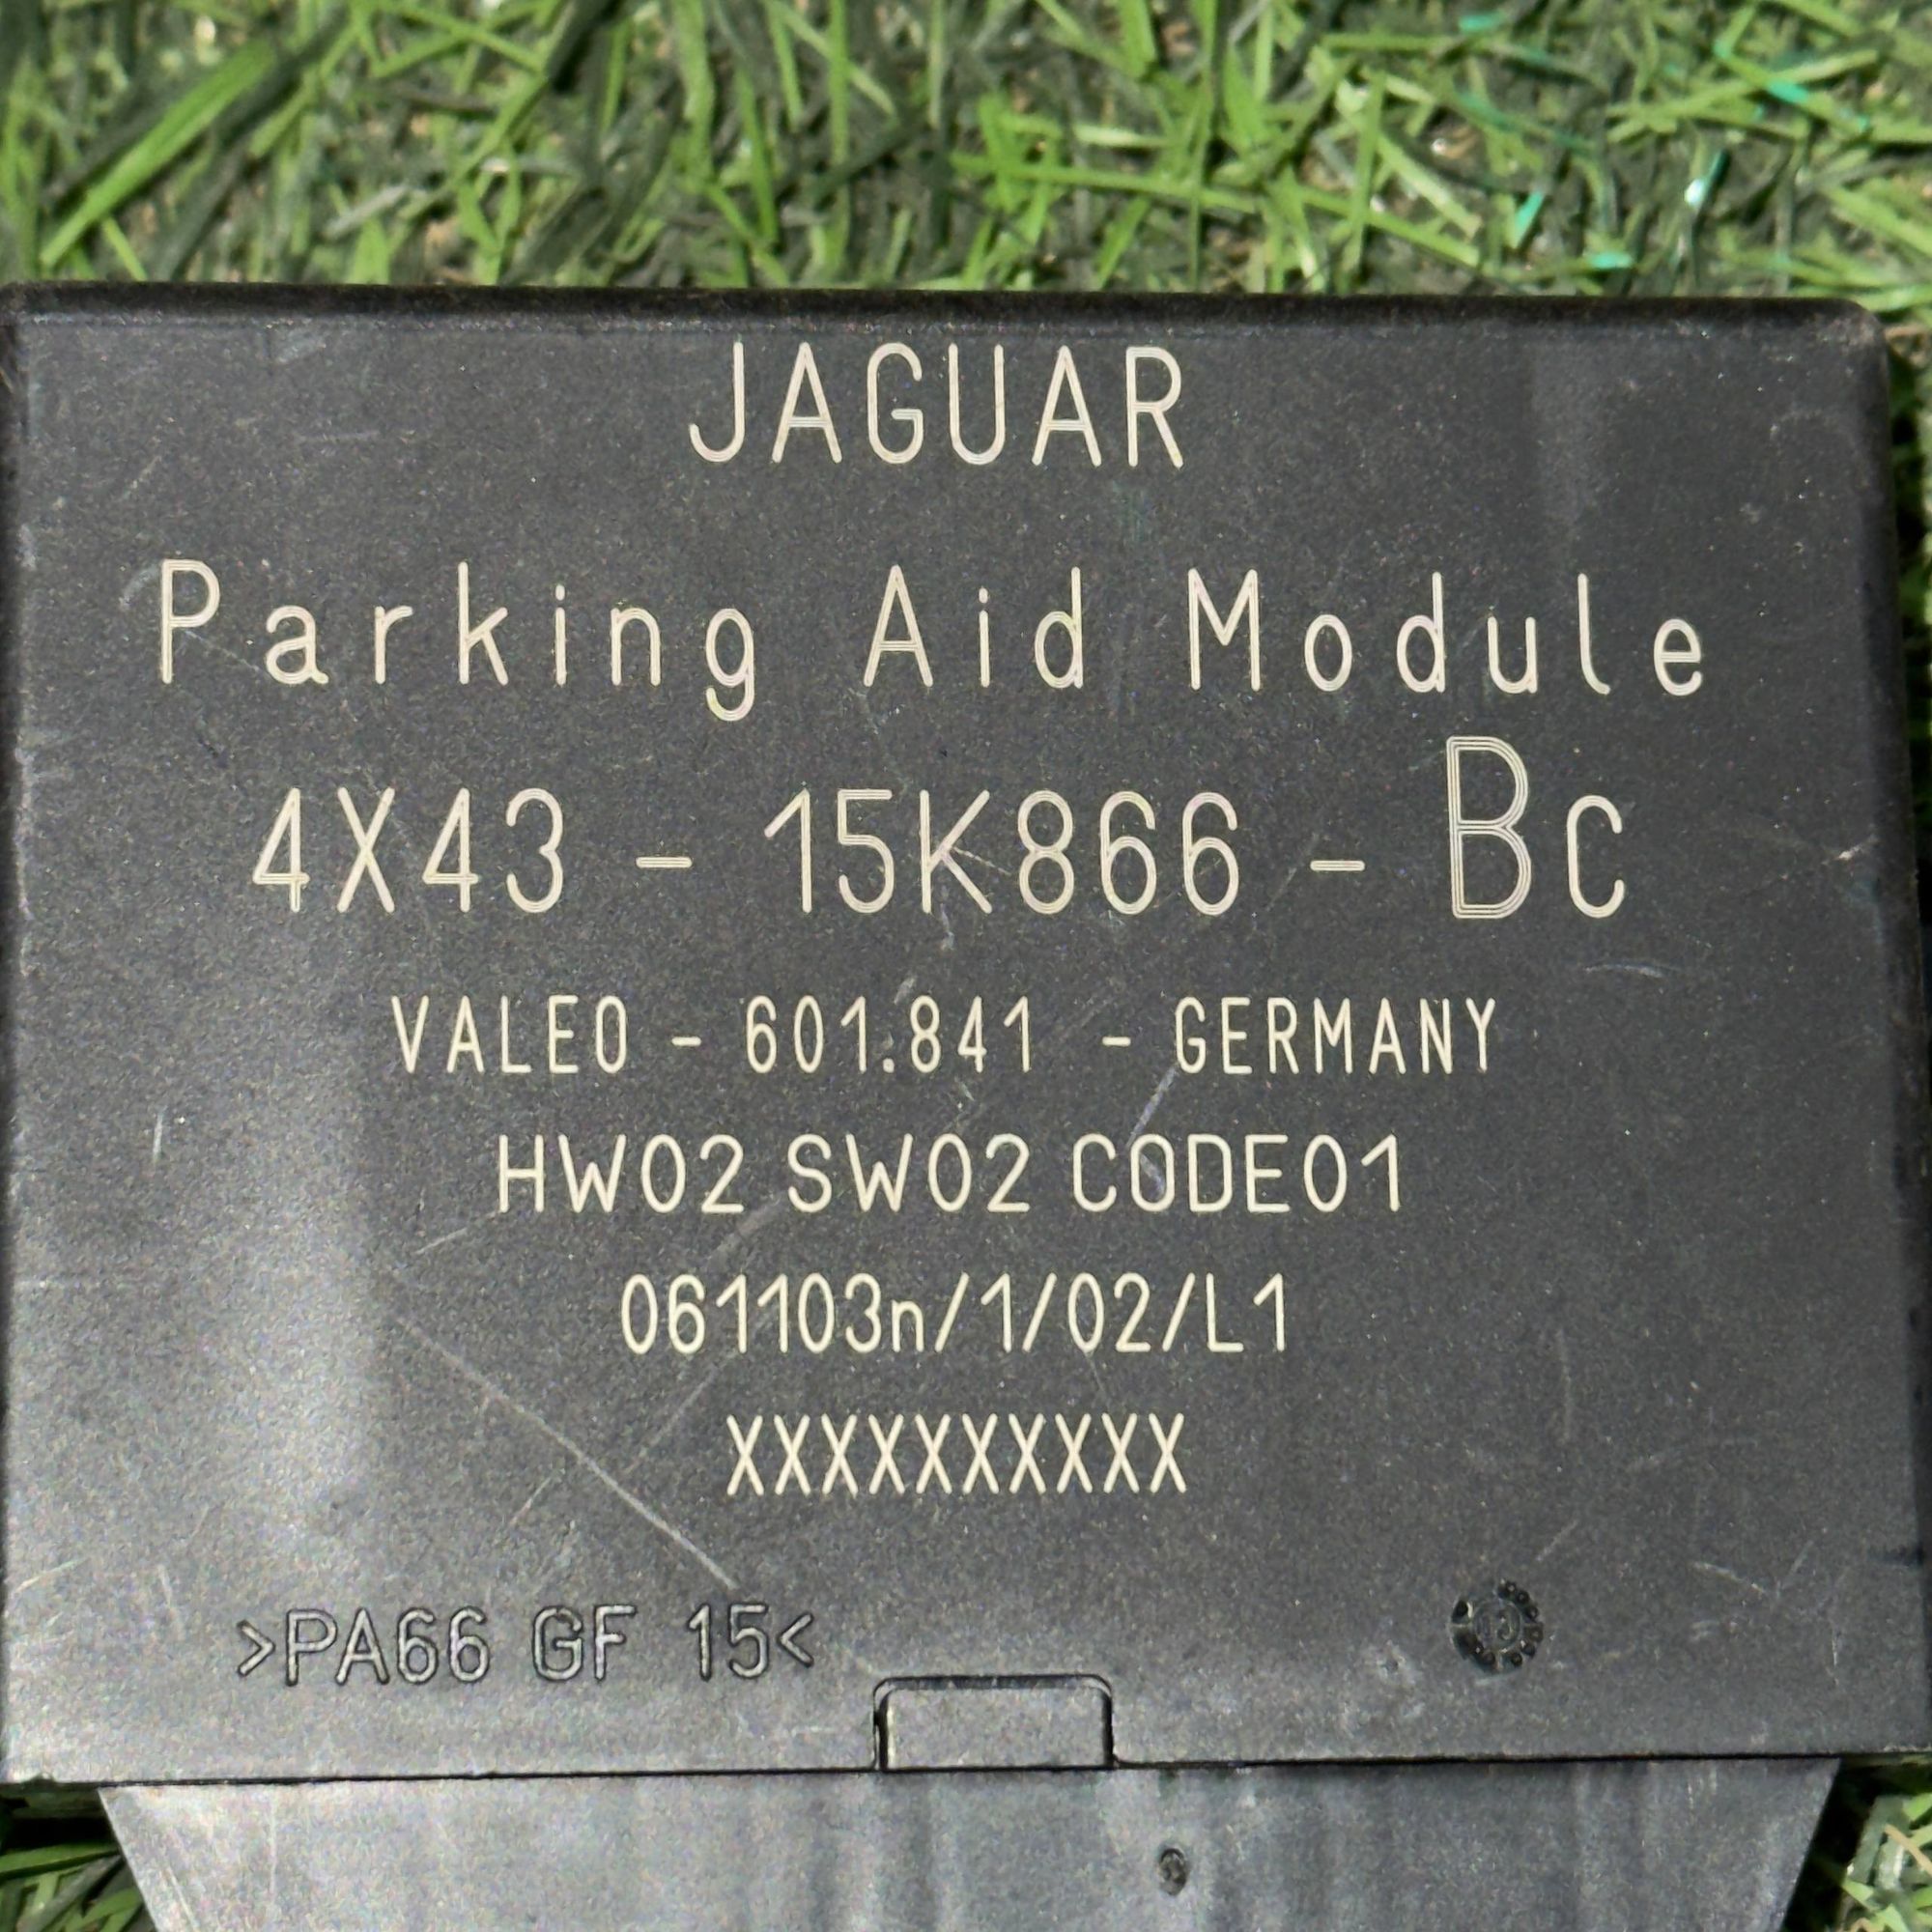 JAGUAR
Parking Aid Module
4X43 - 15K866 - Bc
VALEO - 601.841 - GERMANY
HW02 SW02 CODE01
061103n/1/02/L1
XXXXXXXXXX
>PA66 GF 15<